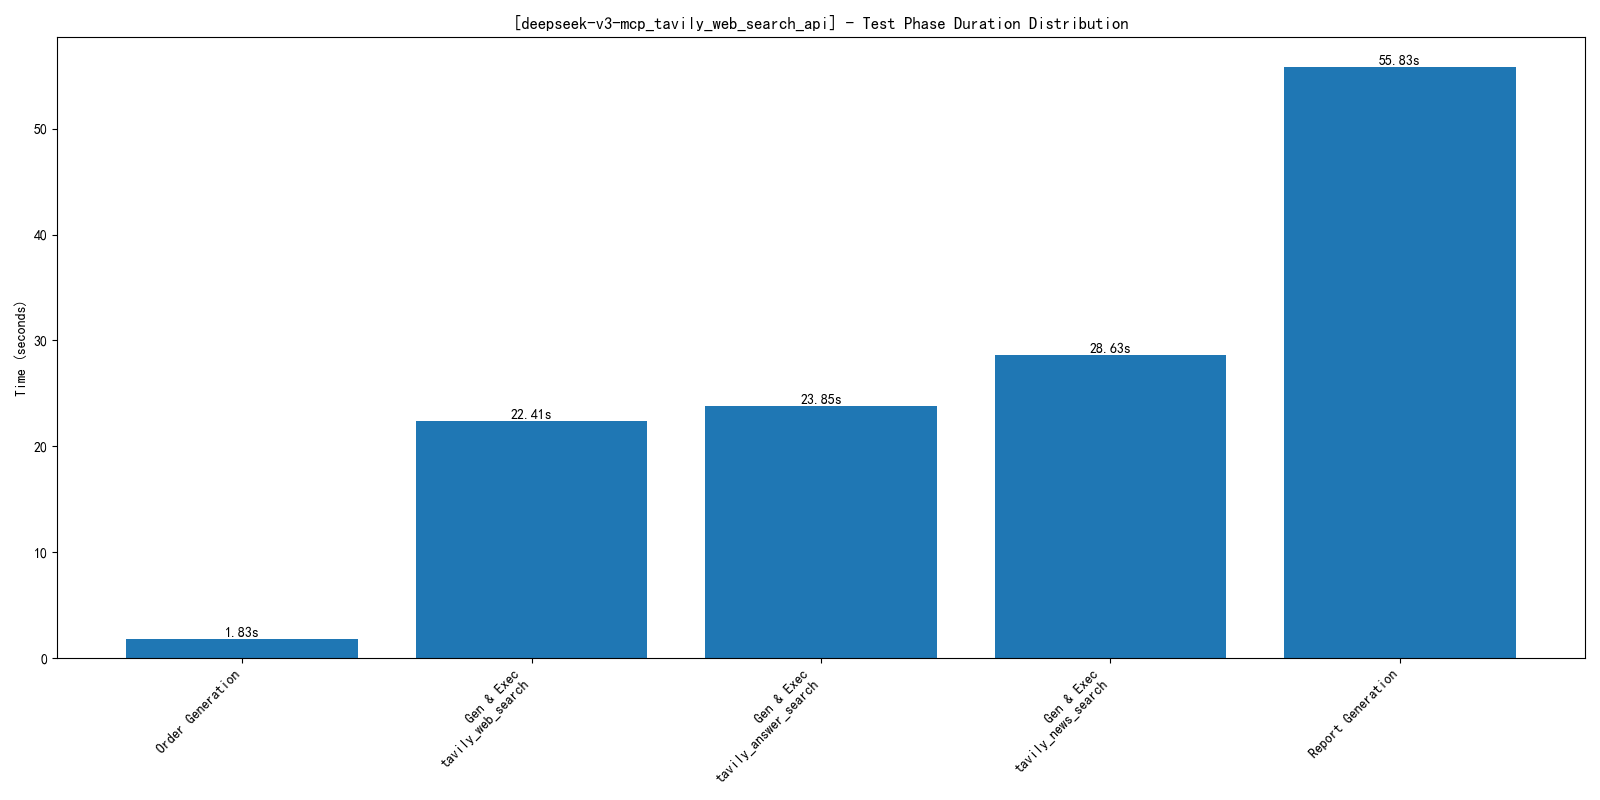 [deepseek-v3-mcp_tavily_web_search_api] - Test Phase Duration Distribution
Time (seconds)
50
40
30
20
10
0
1.83s
22.41s
23.85s
28.63s
55.83s
Order Generation
Gen & Exec
tavily_web_search
Gen & Exec
tavily_answer_search
Gen & Exec
tavily_news_search
Report Generation